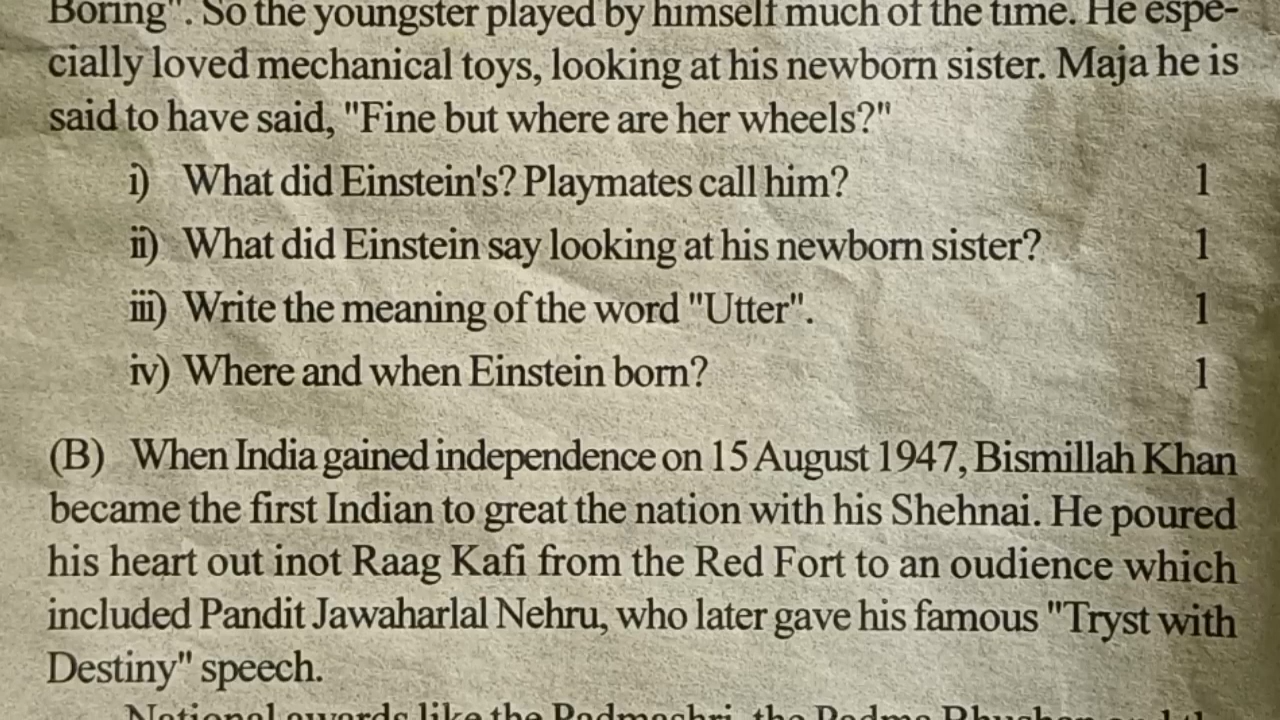 Boring". So the youngster played by himself much of the time. He espe-
cially loved mechanical toys, looking at his newborn sister. Maja he is
said to have said, "Fine but where are her wheels?"
i) What did Einstein's? Playmates call him? 1
ii) What did Einstein say looking at his newborn sister? 1
iii) Write the meaning of the word "Utter". 1
iv) Where and when Einstein born? 1
(B) When India gained independence on 15 August 1947, Bismillah Khan
became the first Indian to great the nation with his Shehnai. He poured
his heart out inot Raag Kafi from the Red Fort to an oudience which
included Pandit Jawaharlal Nehru, who later gave his famous "Tryst with
Destiny" speech.
National awards like the Padmashri, the Padma Bhushan and the